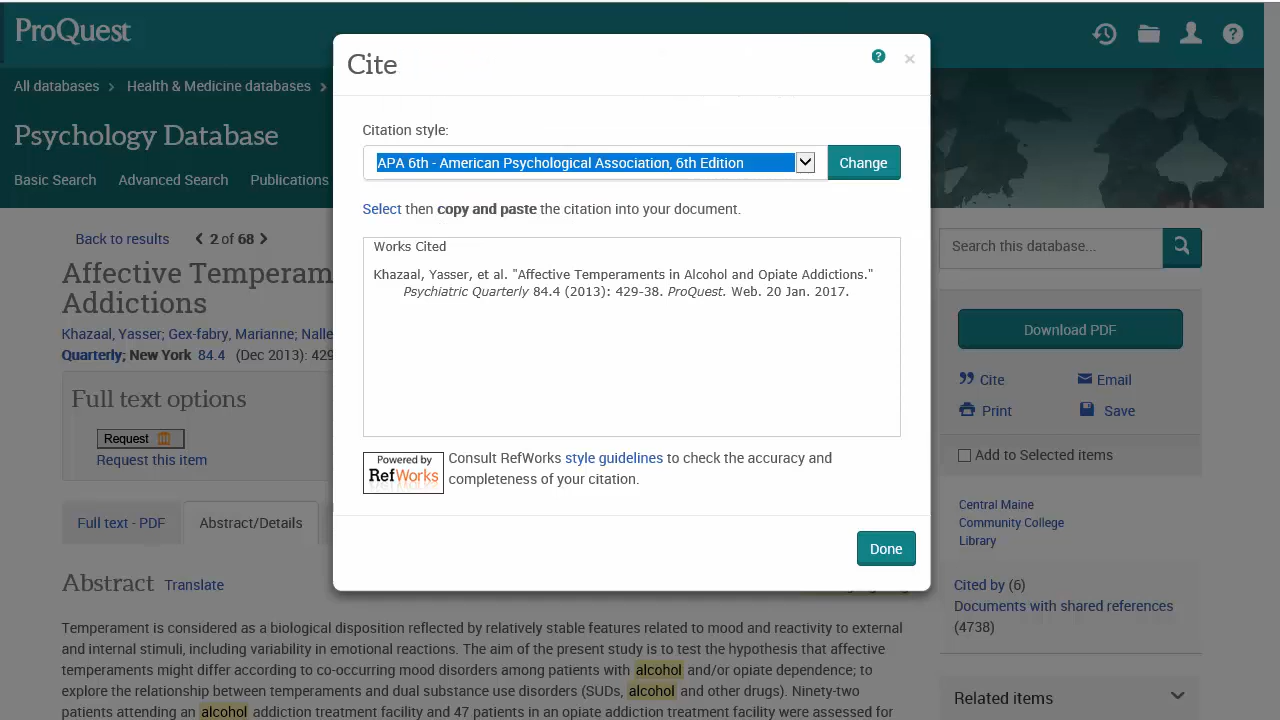 ProQuest
All databases > Health & Medicine databases >
Psychology Database
Basic Search Advanced Search Publications
Back to results < 2 of 68 >
Affective Temperam
Addictions
Khazaal, Yasser; Gex-fabry, Marianne; Nalle
Quarterly; New York 84.4 (Dec 2013): 429
Full text options
Request
Request this item
Full text - PDF Abstract/Details
Abstract Translate
Temperament is considered as a biological disposition reflected by relatively stable features related to mood and reactivity to external
and internal stimuli, including variability in emotional reactions. The aim of the present study is to test the hypothesis that affective
temperaments might differ according to co-occurring mood disorders among patients with alcohol and/or opiate dependence; to
explore the relationship between temperaments and dual substance use disorders (SUDs, alcohol and other drugs). Ninety-two
patients attending an alcohol addiction treatment facility and 47 patients in an opiate addiction treatment facility were assessed for
Cite
? ×
Citation style:
APA 6th - American Psychological Association, 6th Edition
Change
Select then copy and paste the citation into your document.
Works Cited
Khazaal, Yasser, et al. "Affective Temperaments in Alcohol and Opiate Addictions."
Psychiatric Quarterly 84.4 (2013): 429-38. ProQuest. Web. 20 Jan. 2017.
Powered by
RefWorks
Consult RefWorks style guidelines to check the accuracy and
completeness of your citation.
Done
?
Search this database...
Download PDF
Cite Email
Print Save
Add to Selected items
Central Maine
Community College
Library
Cited by (6)
Documents with shared references
(4738)
Related items